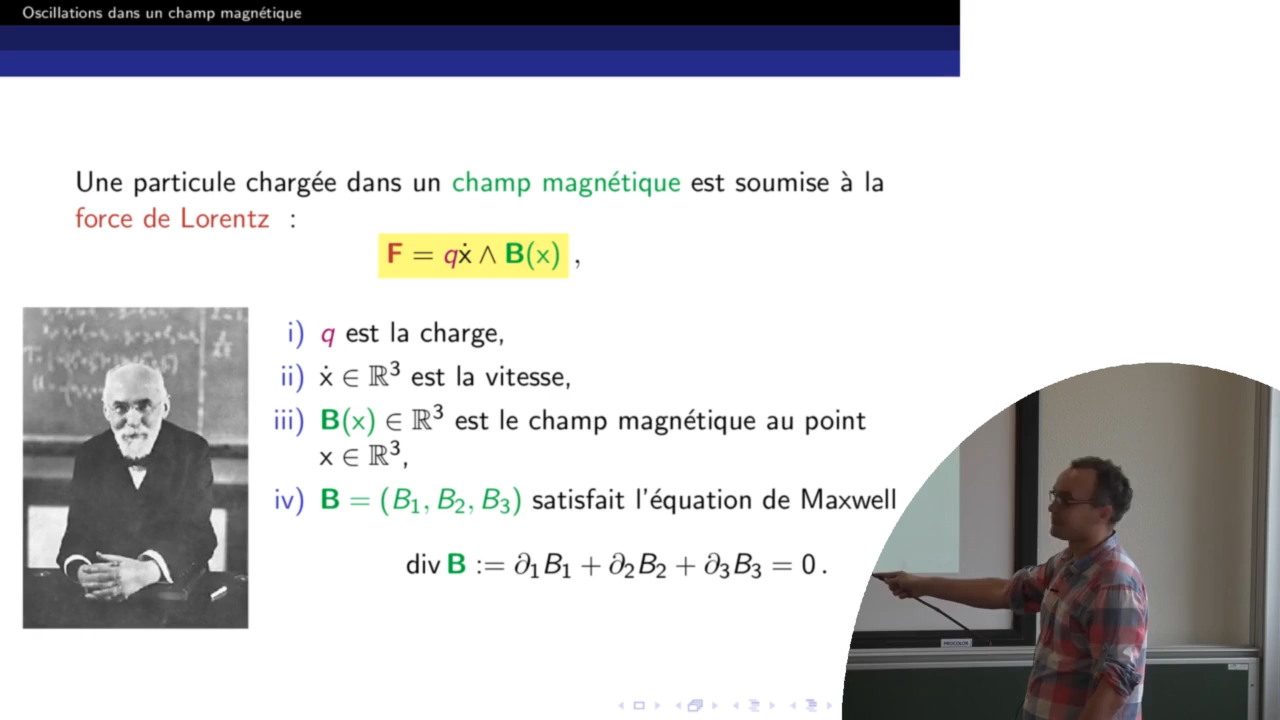 Oscillations dans un champ magnétique
Une particule chargée dans un champ magnétique est soumise à la
force de Lorentz :
F = qẋ ∧ B(x) ,
i) q est la charge,
ii) ẋ ∈ ℝ³ est la vitesse,
iii) B(x) ∈ ℝ³ est le champ magnétique au point
x ∈ ℝ³,
iv) B = (B₁, B₂, B₃) satisfait l'équation de Maxwell
div B := ∂₁B₁ + ∂₂B₂ + ∂₃B₃ = 0 .
PROCOLOR